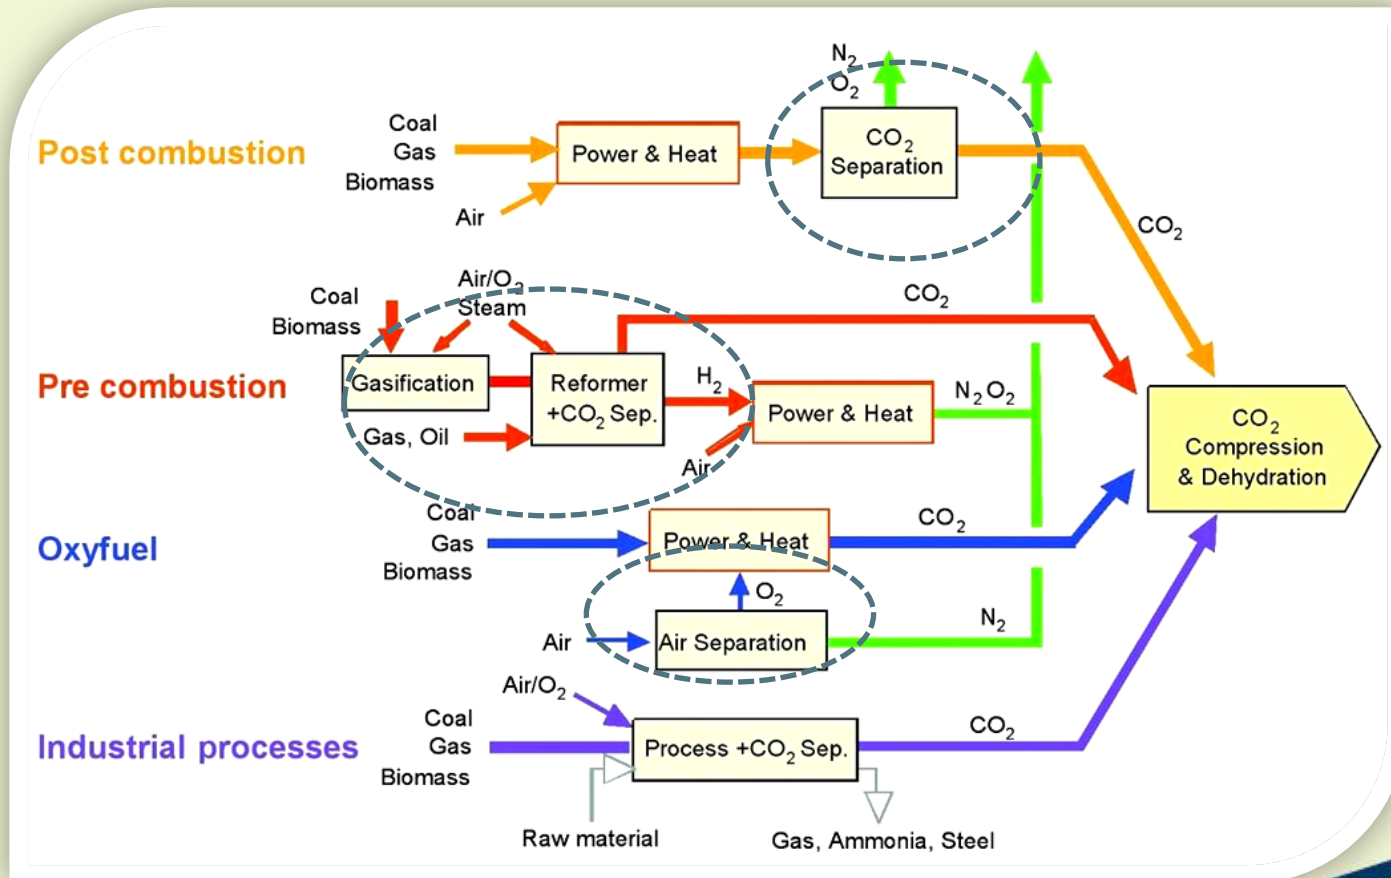 Post combustion
Coal
Gas
Biomass
Air
Power & Heat
N₂
O₂
CO₂
Separation
CO₂
Pre combustion
Coal
Biomass
Air/O₂
Steam
Gasification
Gas, Oil
Reformer
+CO₂ Sep.
CO₂
H₂
Air
Power & Heat
N₂O₂
CO₂
Compression
& Dehydration
Oxyfuel
Coal
Gas
Biomass
Power & Heat
CO₂
O₂
Air
Air Separation
N₂
Industrial processes
Air/O₂
Coal
Gas
Biomass
Process +CO₂ Sep.
CO₂
Raw material
Gas, Ammonia, Steel